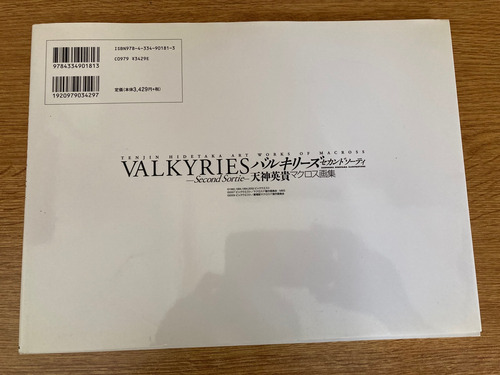 ISBN978-4-334-90181-3
C0979 ¥3429E
9784334901813
1920979034297
定価(本体3,429円+税)
TENJIN HIDETAKA ART WORKS OF MACROSS
VALKYRIES バルキリーズ セカンドソーティ
—Second Sortie— 天神英貴マクロス画集